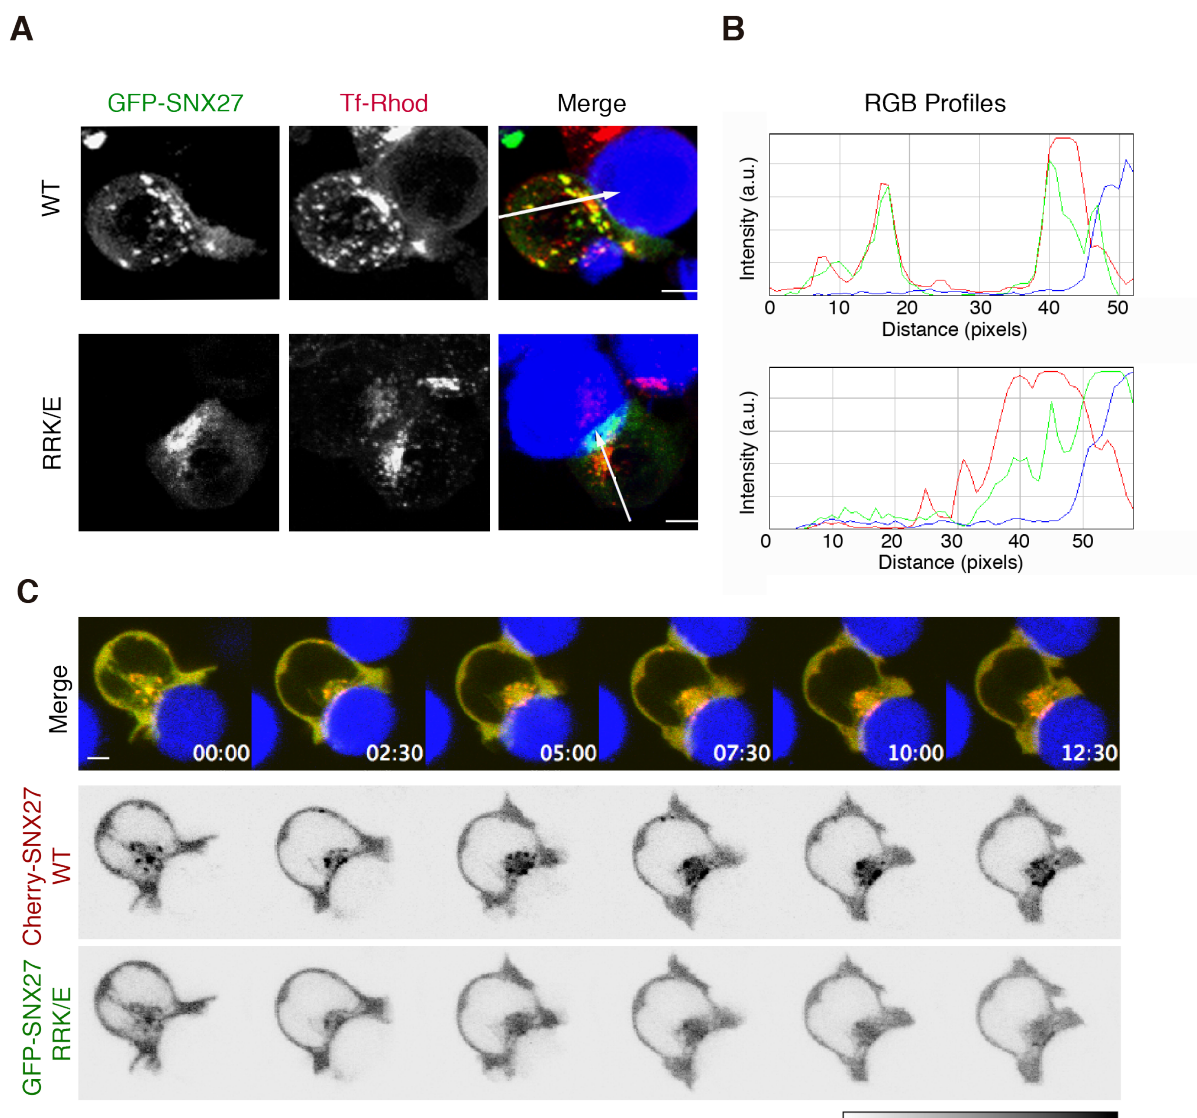 A
GFP-SNX27 Tf-Rhod Merge
WT
RRK/E
B
RGB Profiles
Intensity (a.u.)
0 10 20 30 40 50
Distance (pixels)
Intensity (a.u.)
0 10 20 30 40 50
Distance (pixels)
C
Merge
00:00 02:30 05:00 07:30 10:00 12:30
Cherry-SNX27
WT
GFP-SNX27
RRK/E